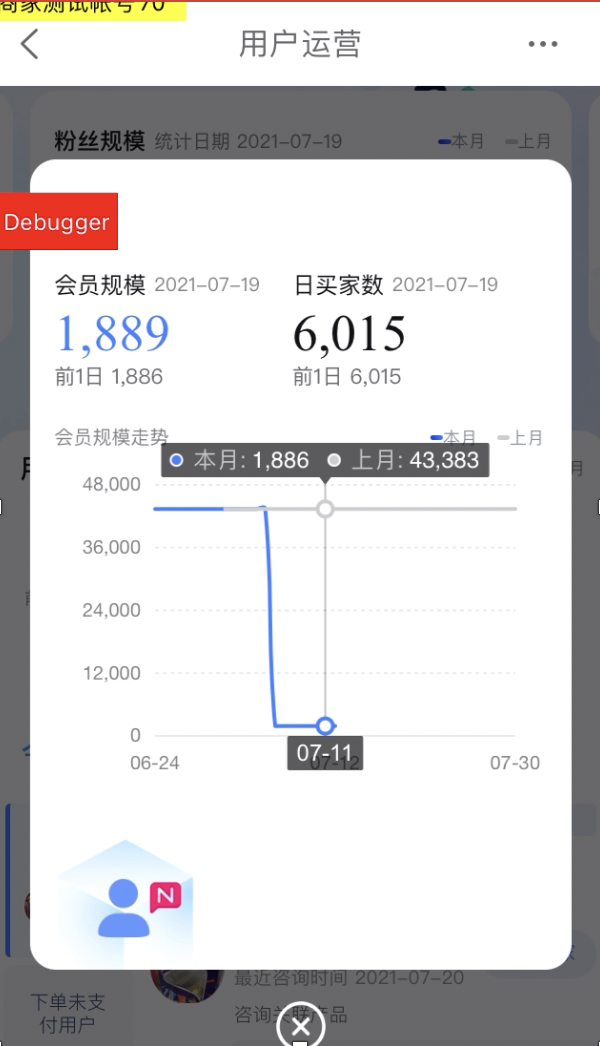 商家测试帐号70
用户运营
粉丝规模 统计日期 2021-07-19 本月 上月
Debugger
会员规模 2021-07-19 日买家数 2021-07-19
1,889 6,015
前1日 1,886 前1日 6,015
会员规模走势 本月 上月
本月: 1,886 上月: 43,383
月
48,000
36,000
24,000
12,000
0
06-24 07-11 07-12 07-30
N
最近咨询时间 2021-07-20
下单未支
付用户
咨询关联产品